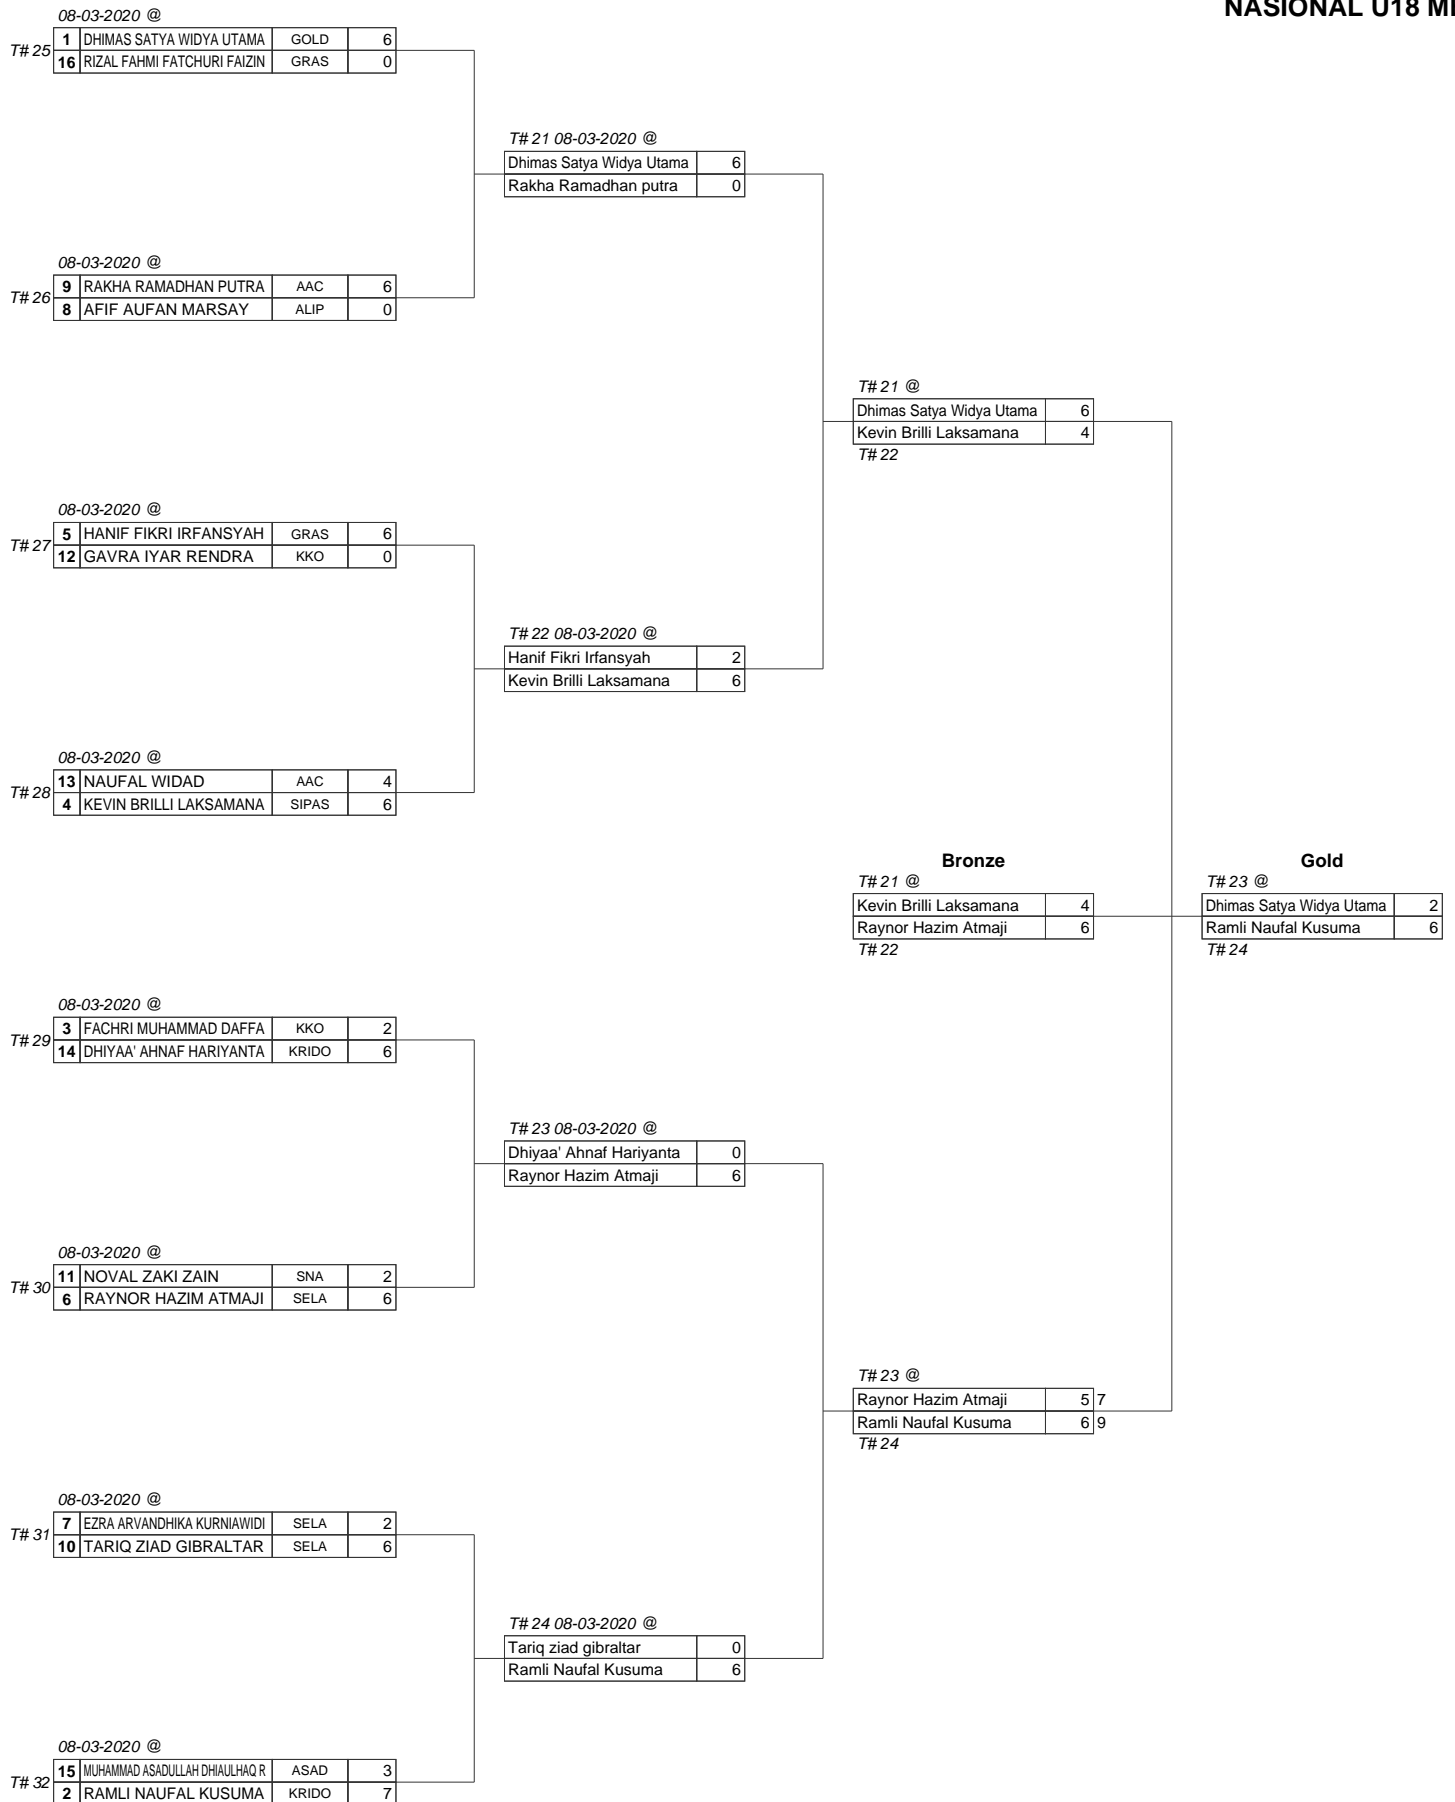 NASIONAL U18 M
08-03-2020 @
T# 25
1 DHIMAS SATYA WIDYA UTAMA GOLD 6
16 RIZAL FAHMI FATCHURI FAIZIN GRAS 0
T# 21 08-03-2020 @
Dhimas Satya Widya Utama 6
Rakha Ramadhan putra 0
08-03-2020 @
T# 26
9 RAKHA RAMADHAN PUTRA AAC 6
8 AFIF AUFAN MARSAY ALIP 0
T# 21 @
Dhimas Satya Widya Utama 6
Kevin Brilli Laksamana 4
T# 22
08-03-2020 @
T# 27
5 HANIF FIKRI IRFANSYAH GRAS 6
12 GAVRA IYAR RENDRA KKO 0
T# 22 08-03-2020 @
Hanif Fikri Irfansyah 2
Kevin Brilli Laksamana 6
08-03-2020 @
T# 28
13 NAUFAL WIDAD AAC 4
4 KEVIN BRILLI LAKSAMANA SIPAS 6
Bronze
T# 21 @
Kevin Brilli Laksamana 4
Raynor Hazim Atmaji 6
T# 22
Gold
T# 23 @
Dhimas Satya Widya Utama 2
Ramli Naufal Kusuma 6
T# 24
08-03-2020 @
T# 29
3 FACHRI MUHAMMAD DAFFA KKO 2
14 DHIYAA' AHNAF HARIYANTA KRIDO 6
T# 23 08-03-2020 @
Dhiyaa' Ahnaf Hariyanta 0
Raynor Hazim Atmaji 6
08-03-2020 @
T# 30
11 NOVAL ZAKI ZAIN SNA 2
6 RAYNOR HAZIM ATMAJI SELA 6
T# 23 @
Raynor Hazim Atmaji 5 7
Ramli Naufal Kusuma 6 9
T# 24
08-03-2020 @
T# 31
7 EZRA ARVANDHIKA KURNIAWIDI SELA 2
10 TARIQ ZIAD GIBRALTAR SELA 6
T# 24 08-03-2020 @
Tariq ziad gibraltar 0
Ramli Naufal Kusuma 6
08-03-2020 @
T# 32
15 MUHAMMAD ASADULLAH DHIAULHAQ R ASAD 3
2 RAMLI NAUFAL KUSUMA KRIDO 7